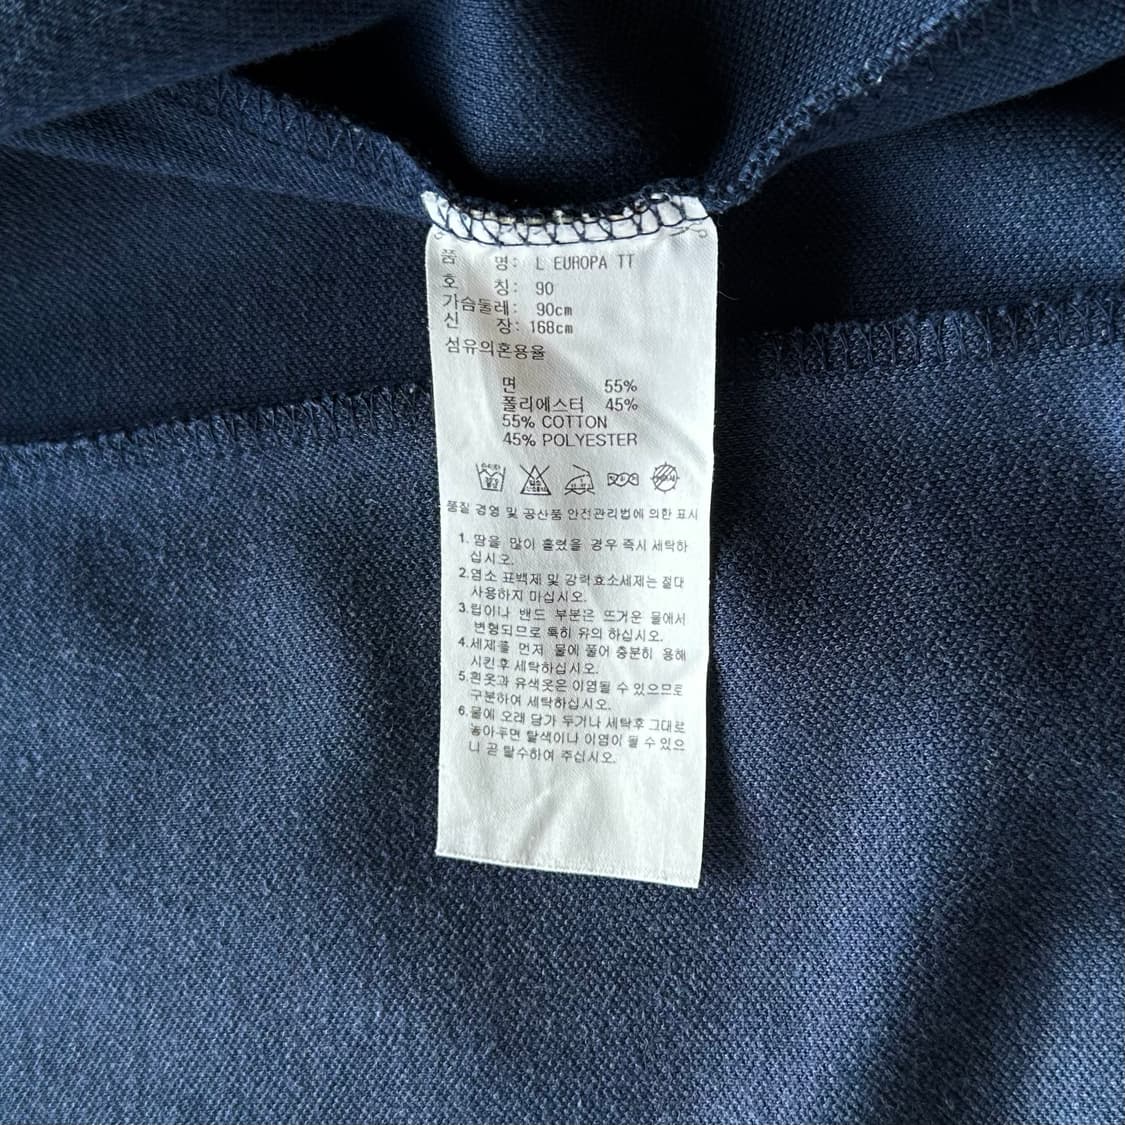 품 명: L EUROPA TT
호 칭: 90
가슴둘레: 90cm
신 장: 168cm
섬유의혼용율
면 55%
폴리에스터 45%
55% COTTON
45% POLYESTER
품질 경영 및 공산품 안전관리법에 의한 표시
1. 땀을 많이 흘렸을 경우 즉시 세탁하
십시오.
2.염소 표백제 및 강력효소세제는 절대
사용하지 마십시오.
3.립이나 밴드 부분은 뜨거운 물에서
변형되므로 특히 유의 하십시오.
4.세제를 먼저 물에 풀어 충분히 용해
시킨후 세탁하십시오.
5.흰옷과 유색옷은 이염될 수 있으므로
구분하여 세탁하십시오.
6.물에 오래 담가 두거나 세탁후 그대로
놓아두면 탈색이나 이염이 될 수 있으
니 곧 탈수하여 주십시오.